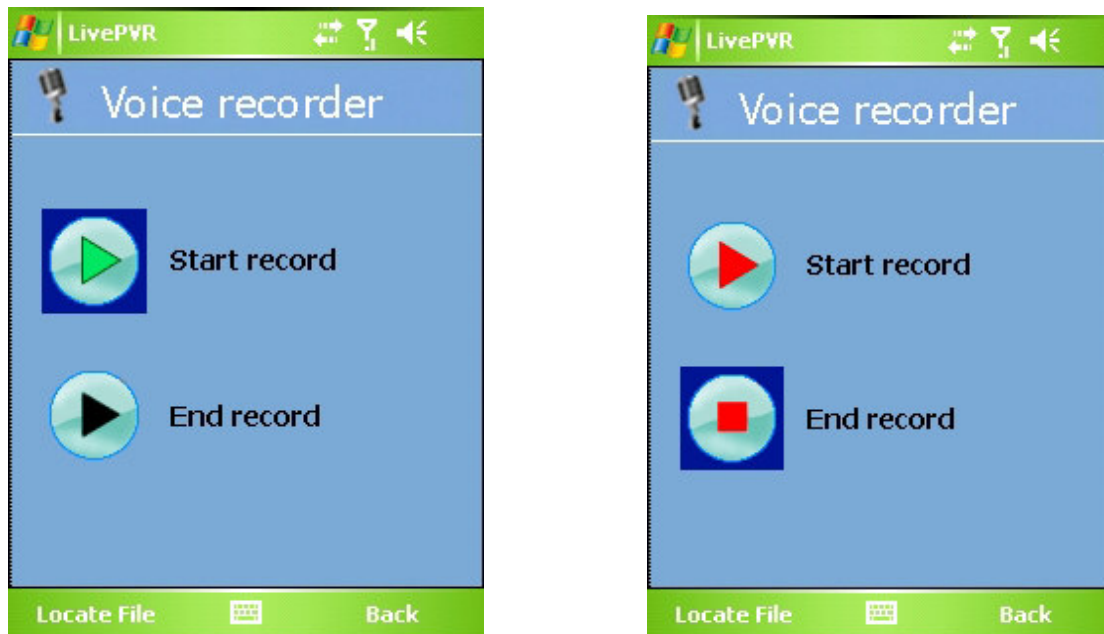 LivePVR
Voice recorder
Start record
End record
Locate File
Back
LivePVR
Voice recorder
Start record
End record
Locate File
Back